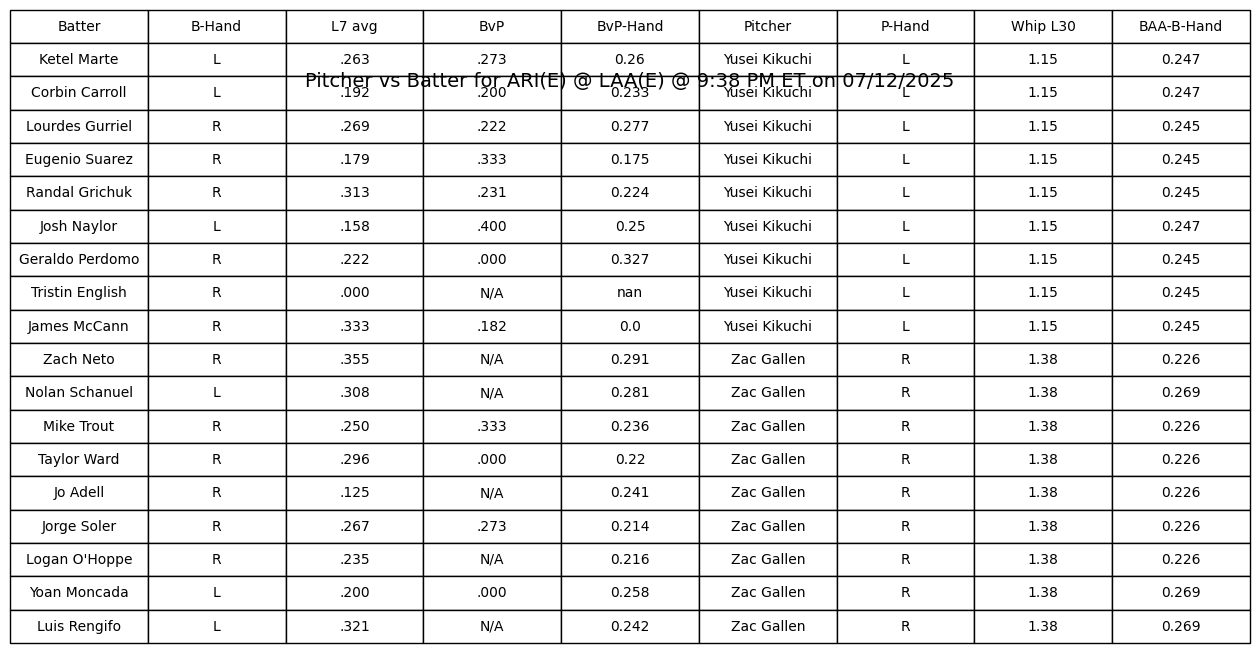 Batter B-Hand L7 avg BvP BvP-Hand Pitcher P-Hand Whip L30 BAA-B-Hand
Ketel Marte L .263 .273 0.26 Yusei Kikuchi L 1.15 0.247
Pitcher vs Batter for ARI(E) @ LAA(E) @ 9:38 PM ET on 07/12/2025
Corbin Carroll L .192 .200 0.233 Yusei Kikuchi L 1.15 0.247
Lourdes Gurriel R .269 .222 0.277 Yusei Kikuchi L 1.15 0.245
Eugenio Suarez R .179 .333 0.175 Yusei Kikuchi L 1.15 0.245
Randal Grichuk R .313 .231 0.224 Yusei Kikuchi L 1.15 0.245
Josh Naylor L .158 .400 0.25 Yusei Kikuchi L 1.15 0.247
Geraldo Perdomo R .222 .000 0.327 Yusei Kikuchi L 1.15 0.245
Tristin English R .000 N/A nan Yusei Kikuchi L 1.15 0.245
James McCann R .333 .182 0.0 Yusei Kikuchi L 1.15 0.245
Zach Neto R .355 N/A 0.291 Zac Gallen R 1.38 0.226
Nolan Schanuel L .308 N/A 0.281 Zac Gallen R 1.38 0.269
Mike Trout R .250 .333 0.236 Zac Gallen R 1.38 0.226
Taylor Ward R .296 .000 0.22 Zac Gallen R 1.38 0.226
Jo Adell R .125 N/A 0.241 Zac Gallen R 1.38 0.226
Jorge Soler R .267 .273 0.214 Zac Gallen R 1.38 0.226
Logan O'Hoppe R .235 N/A 0.216 Zac Gallen R 1.38 0.226
Yoan Moncada L .200 .000 0.258 Zac Gallen R 1.38 0.269
Luis Rengifo L .321 N/A 0.242 Zac Gallen R 1.38 0.269